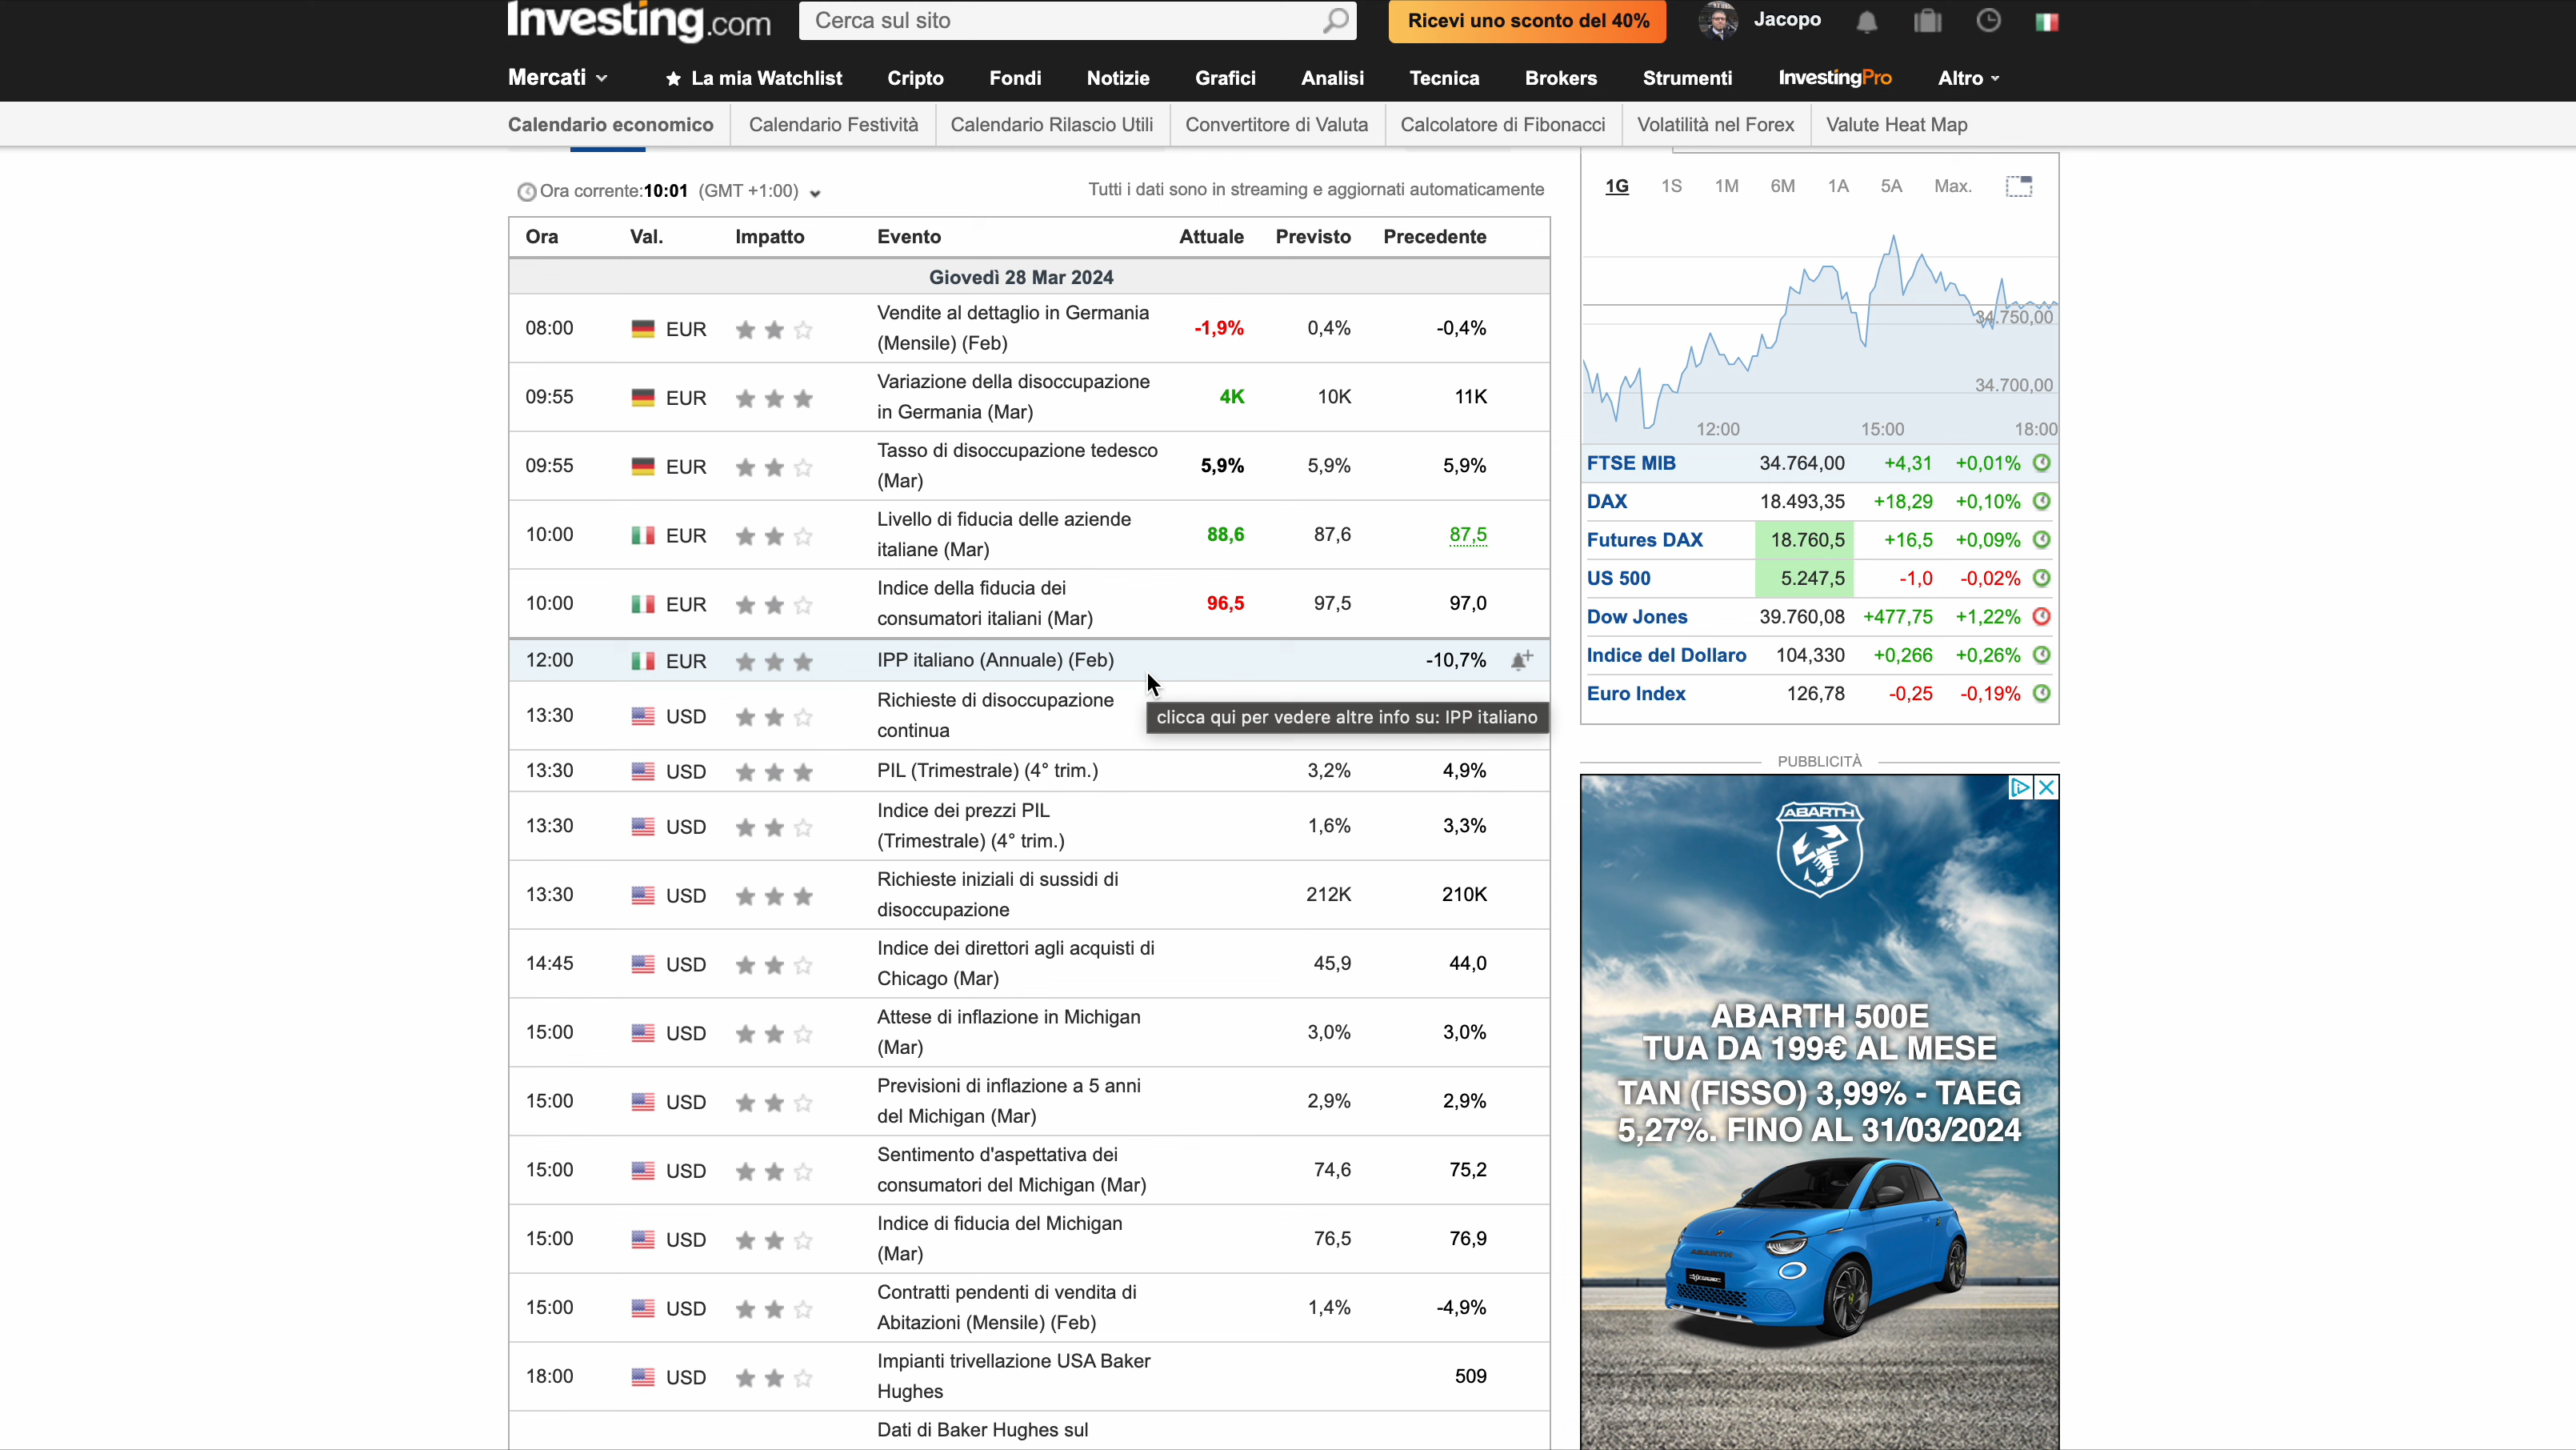 Investing.com
Cerca sul sito
Ricevi uno sconto del 40%
Jacopo
Mercati
La mia Watchlist
Cripto
Fondi
Notizie
Grafici
Analisi
Tecnica
Brokers
Strumenti
InvestingPro
Altro
Calendario economico
Calendario Festività
Calendario Rilascio Utili
Convertitore di Valuta
Calcolatore di Fibonacci
Volatilità nel Forex
Valute Heat Map
Ora corrente:10:01 (GMT +1:00)
Tutti i dati sono in streaming e aggiornati automaticamente
Ora Val. Impatto Evento Attuale Previsto Precedente
Giovedì 28 Mar 2024
08:00 EUR Vendite al dettaglio in Germania -1,9% 0,4% -0,4%
(Mensile) (Feb)
09:55 EUR Variazione della disoccupazione 4K 10K 11K
in Germania (Mar)
09:55 EUR Tasso di disoccupazione tedesco 5,9% 5,9% 5,9%
(Mar)
10:00 EUR Livello di fiducia delle aziende 88,6 87,6 87,5
italiane (Mar)
10:00 EUR Indice della fiducia dei 96,5 97,5 97,0
consumatori italiani (Mar)
12:00 EUR IPP italiano (Annuale) (Feb) -10,7%
13:30 USD Richieste di disoccupazione
continua
clicca qui per vedere altre info su: IPP italiano
13:30 USD PIL (Trimestrale) (4° trim.) 3,2% 4,9%
13:30 USD Indice dei prezzi PIL 1,6% 3,3%
(Trimestrale) (4° trim.)
13:30 USD Richieste iniziali di sussidi di 212K 210K
disoccupazione
14:45 USD Indice dei direttori agli acquisti di 45,9 44,0
Chicago (Mar)
15:00 USD Attese di inflazione in Michigan 3,0% 3,0%
(Mar)
15:00 USD Previsioni di inflazione a 5 anni 2,9% 2,9%
del Michigan (Mar)
15:00 USD Sentimento d'aspettativa dei 74,6 75,2
consumatori del Michigan (Mar)
15:00 USD Indice di fiducia del Michigan 76,5 76,9
(Mar)
15:00 USD Contratti pendenti di vendita di 1,4% -4,9%
Abitazioni (Mensile) (Feb)
18:00 USD Impianti trivellazione USA Baker 509
Hughes
Dati di Baker Hughes sul
1G 1S 1M 6M 1A 5A Max.
34.750,00
34.700,00
12:00 15:00 18:00
FTSE MIB 34.764,00 +4,31 +0,01%
DAX 18.493,35 +18,29 +0,10%
Futures DAX 18.760,5 +16,5 +0,09%
US 500 5.247,5 -1,0 -0,02%
Dow Jones 39.760,08 +477,75 +1,22%
Indice del Dollaro 104,330 +0,266 +0,26%
Euro Index 126,78 -0,25 -0,19%
PUBBLICITÀ
ABARTH
ABARTH 500E
TUA DA 199€ AL MESE
TAN (FISSO) 3,99% - TAEG
5,27%. FINO AL 31/03/2024
ABARTH